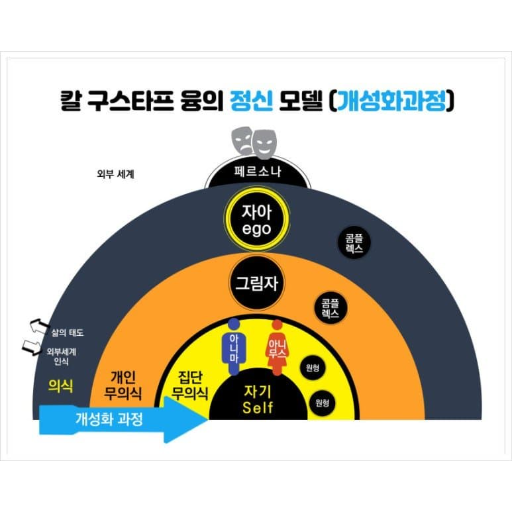 칼 구스타프 융의 정신 모델 (개성화과정)
외부 세계
페르소나
자아
ego
콤플
렉스
그림자
콤플
렉스
삶의 태도
외부세계
인식
의식
개인
무의식
집단
무의식
아니마
아니
무스
원형
원형
자기
Self
개성화 과정